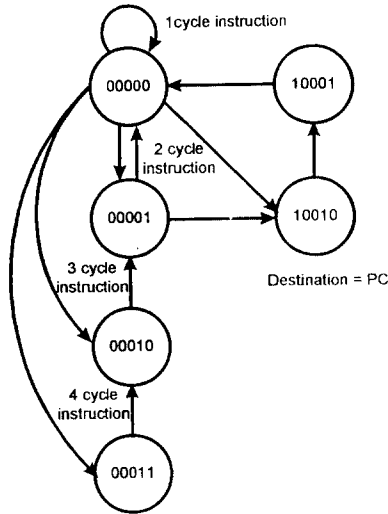 1cycle instruction
00000
10001
2 cycle
instruction
00001
10010
3 cycle
instruction
Destination = PC
00010
4 cycle
instruction
00011